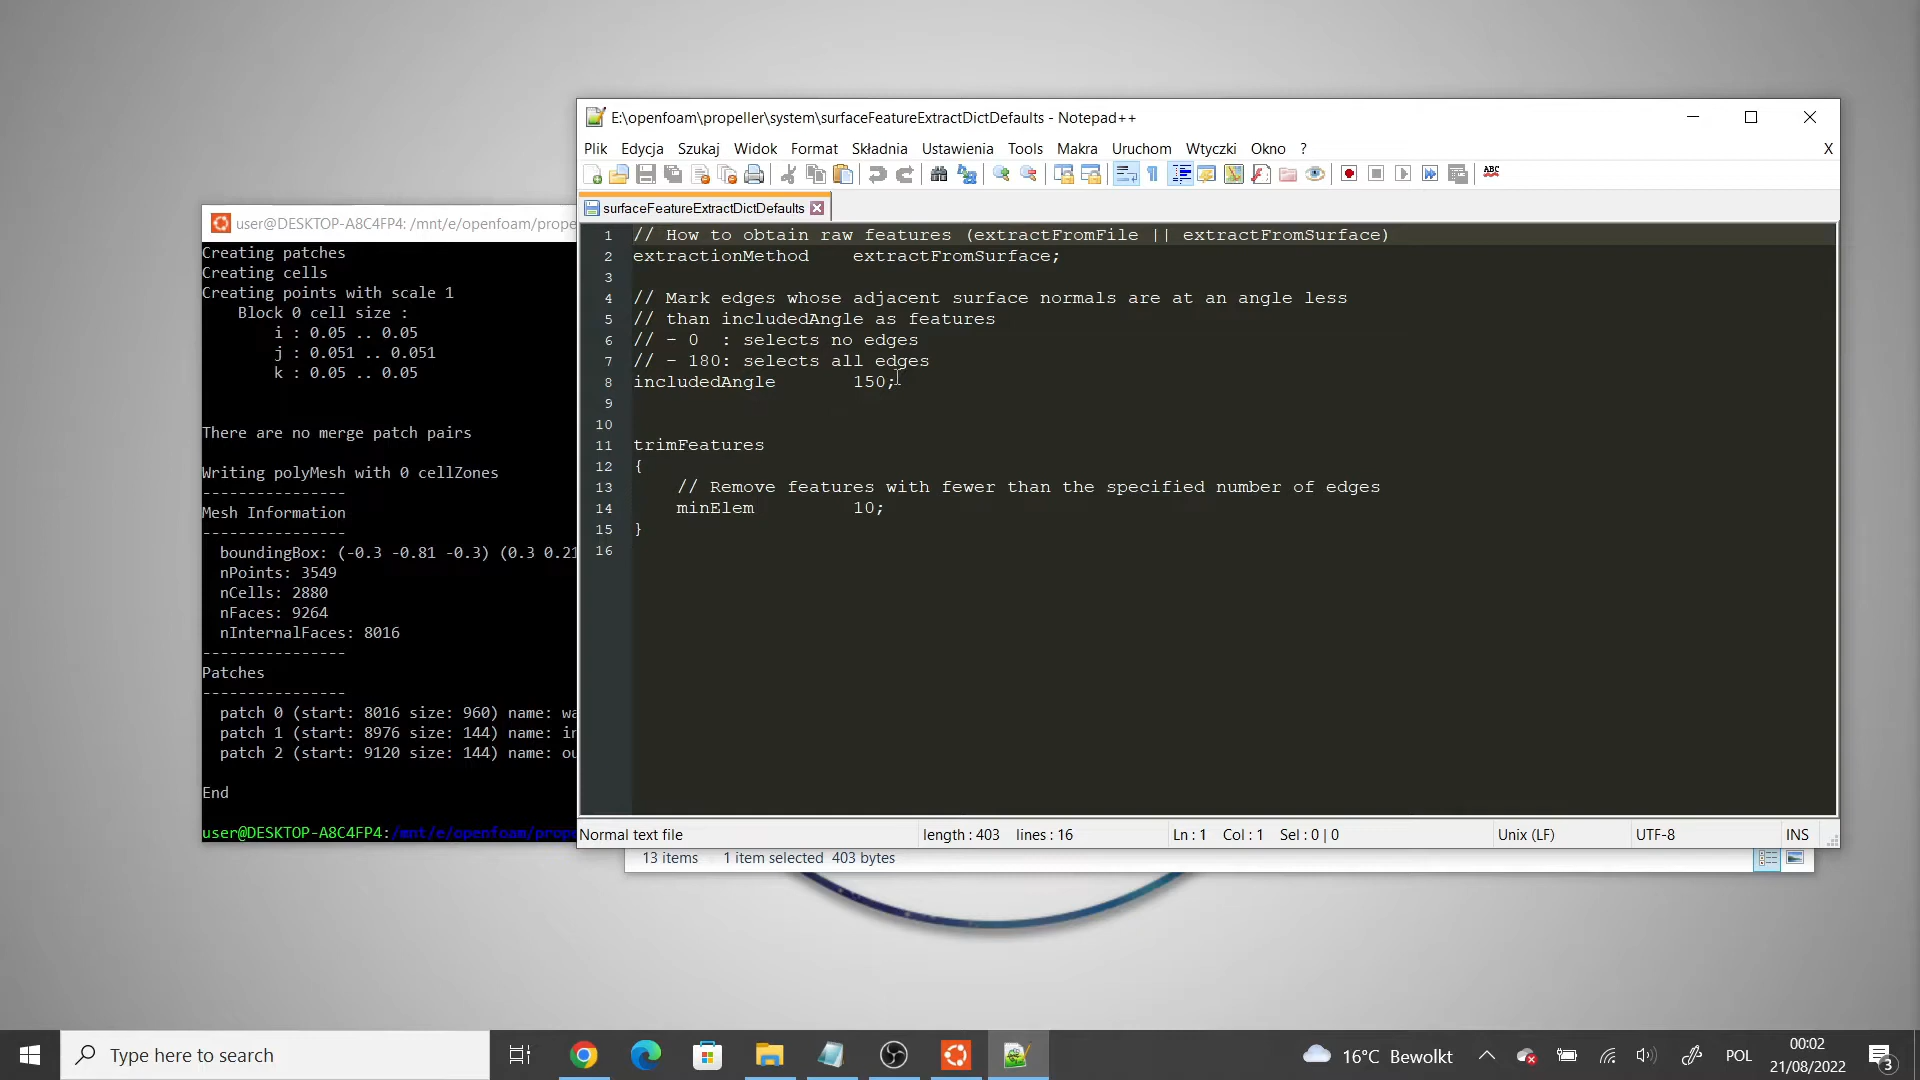 E:\openfoam\propeller\system\surfaceFeatureExtractDictDefaults - Notepad++
Plik Edycja Szukaj Widok Format Składnia Ustawienia Tools Makra Uruchom Wtyczki Okno ? X
surfaceFeatureExtractDictDefaults
1 // How to obtain raw features (extractFromFile || extractFromSurface)
2 extractionMethod extractFromSurface;
3
4 // Mark edges whose adjacent surface normals are at an angle less
5 // than includedAngle as features
6 // - 0 : selects no edges
7 // - 180: selects all edges
8 includedAngle 150;
9
10
11 trimFeatures
12 {
13 // Remove features with fewer than the specified number of edges
14 minElem 10;
15 }
16
Normal text file length : 403 lines : 16 Ln : 1 Col : 1 Sel : 0 | 0 Unix (LF) UTF-8 INS
13 items 1 item selected 403 bytes
user@DESKTOP-A8C4FP4: /mnt/e/openfoam/prope
Creating patches
Creating cells
Creating points with scale 1
Block 0 cell size :
i : 0.05 .. 0.05
j : 0.051 .. 0.051
k : 0.05 .. 0.05
There are no merge patch pairs
Writing polyMesh with 0 cellZones
----------------
Mesh Information
----------------
boundingBox: (-0.3 -0.81 -0.3) (0.3 0.21
nPoints: 3549
nCells: 2880
nFaces: 9264
nInternalFaces: 8016
----------------
Patches
----------------
patch 0 (start: 8016 size: 960) name: wa
patch 1 (start: 8976 size: 144) name: in
patch 2 (start: 9120 size: 144) name: ou
End
user@DESKTOP-A8C4FP4:/mnt/e/openfoam/prope
Type here to search
16°C Bewolkt
POL
00:02
21/08/2022
3
ABC